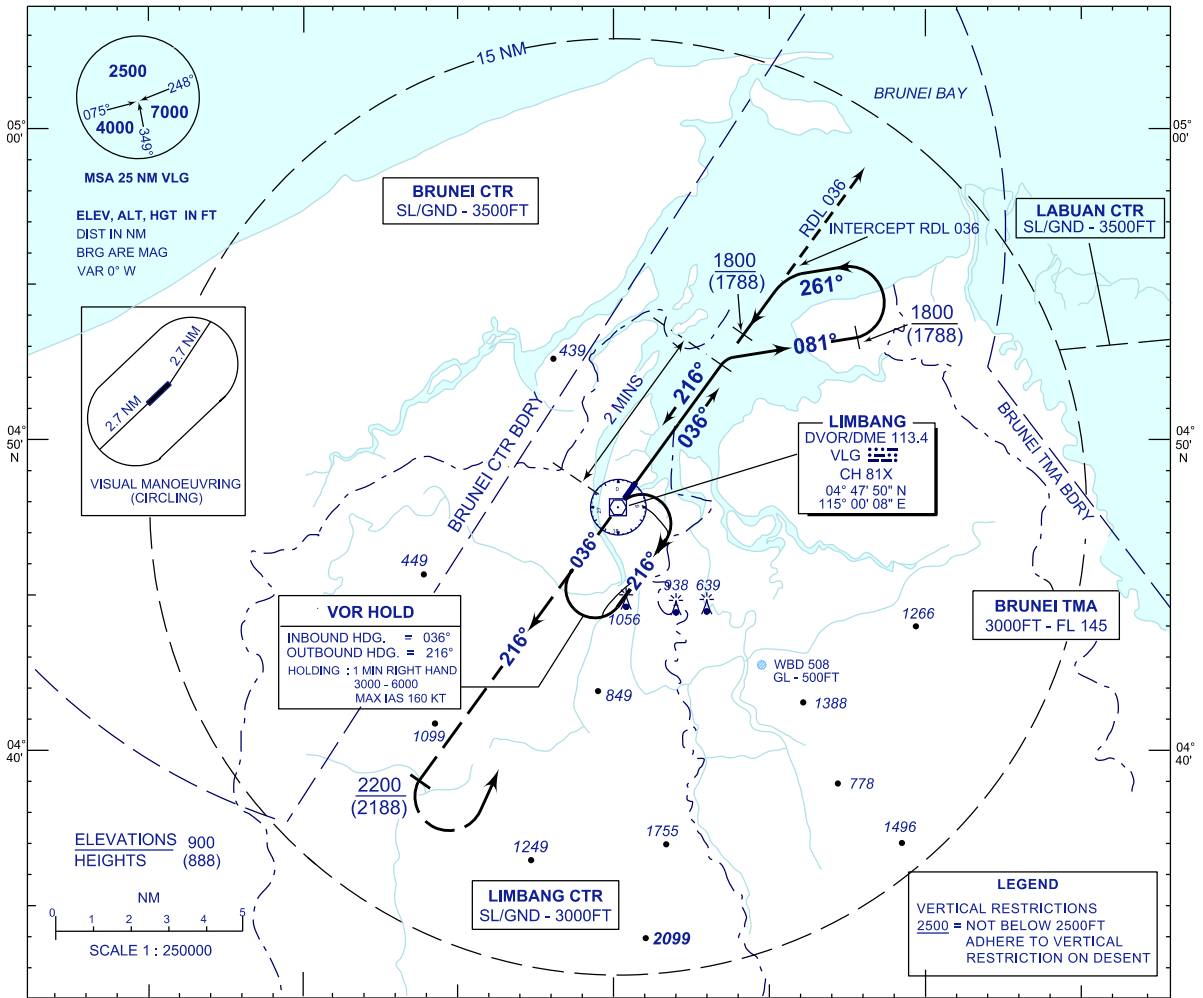 15 NM
2500
248°
075°
7000
4000
349°
MSA 25 NM VLG
ELEV, ALT, HGT IN FT
DIST IN NM
BRG ARE MAG
VAR 0° W
BRUNEI CTR
SL/GND - 3500FT
BRUNEI BAY
LABUAN CTR
SL/GND - 3500FT
05°
00'
05°
00'
RDL 036
INTERCEPT RDL 036
1800
(1788)
261°
1800
(1788)
081°
2.7 NM
2.7 NM
VISUAL MANOEUVRING
(CIRCLING)
439
2 MINS
216°
036°
BRUNEI CTR BDRY
LIMBANG
DVOR/DME 113.4
VLG
CH 81X
04° 47' 50" N
115° 00' 08" E
BRUNEI TMA BDRY
04°
50'
N
04°
50'
N
449
036°
216°
1056
938
639
1266
VOR HOLD
INBOUND HDG. = 036°
OUTBOUND HDG. = 216°
HOLDING : 1 MIN RIGHT HAND
3000 - 6000
MAX IAS 160 KT
216°
BRUNEI TMA
3000FT - FL 145
WBD 508
GL - 500FT
849
1388
1099
04°
40'
04°
40'
2200
(2188)
778
ELEVATIONS 900
HEIGHTS (888)
1249
1755
1496
NM
0 1 2 3 4 5
SCALE 1 : 250000
LIMBANG CTR
SL/GND - 3000FT
2099
LEGEND
VERTICAL RESTRICTIONS
2500 = NOT BELOW 2500FT
ADHERE TO VERTICAL
RESTRICTION ON DESENT